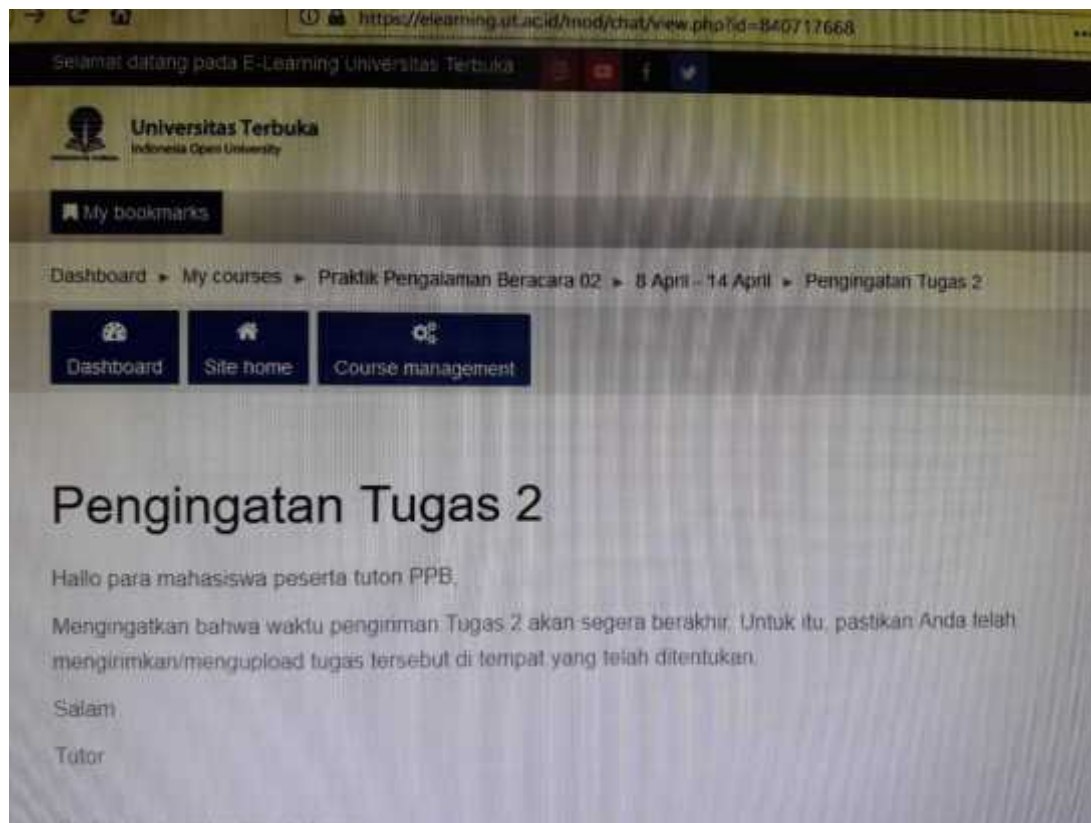 https://elearning.ut.ac.id/mod/chat/view.php?id=840717668
Selamat datang pada E-Learning Universitas Terbuka
Universitas Terbuka
Indonesia Open University
My bookmarks
Dashboard ► My courses ► Praktik Pengalaman Beracara 02 ► 8 April - 14 April ► Pengingatan Tugas 2
Dashboard Site home Course management
Pengingatan Tugas 2
Hallo para mahasiswa peserta tuton PPB,
Mengingatkan bahwa waktu pengiriman Tugas 2 akan segera berakhir. Untuk itu, pastikan Anda telah
mengirimkan/mengupload tugas tersebut di tempat yang telah ditentukan.
Salam
Tutor